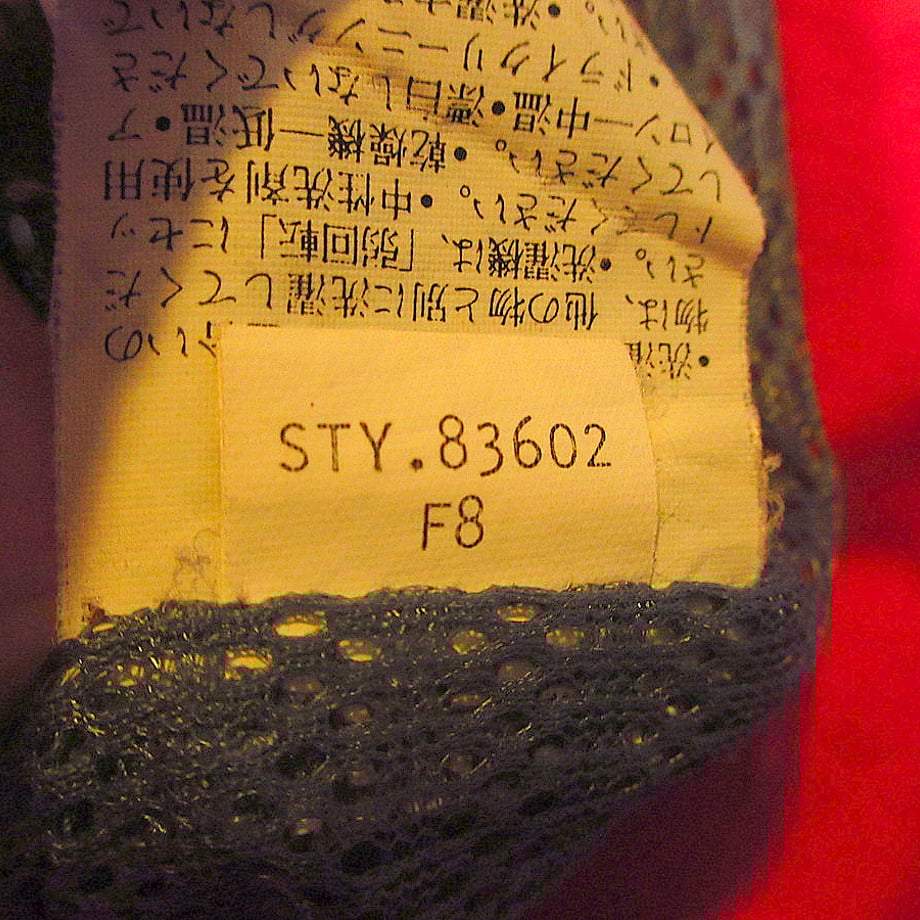 STY.83602
F8
•洗濯 いの
物は、他の物と別に洗濯してくだ
さい。•洗濯機は、「弱回転」にセッ
トしてください。•中性洗剤を使用
してください。•乾燥機—低温•ア
イロン—中温•漂白しないでくださ
い。•ドライクリーニングしないで